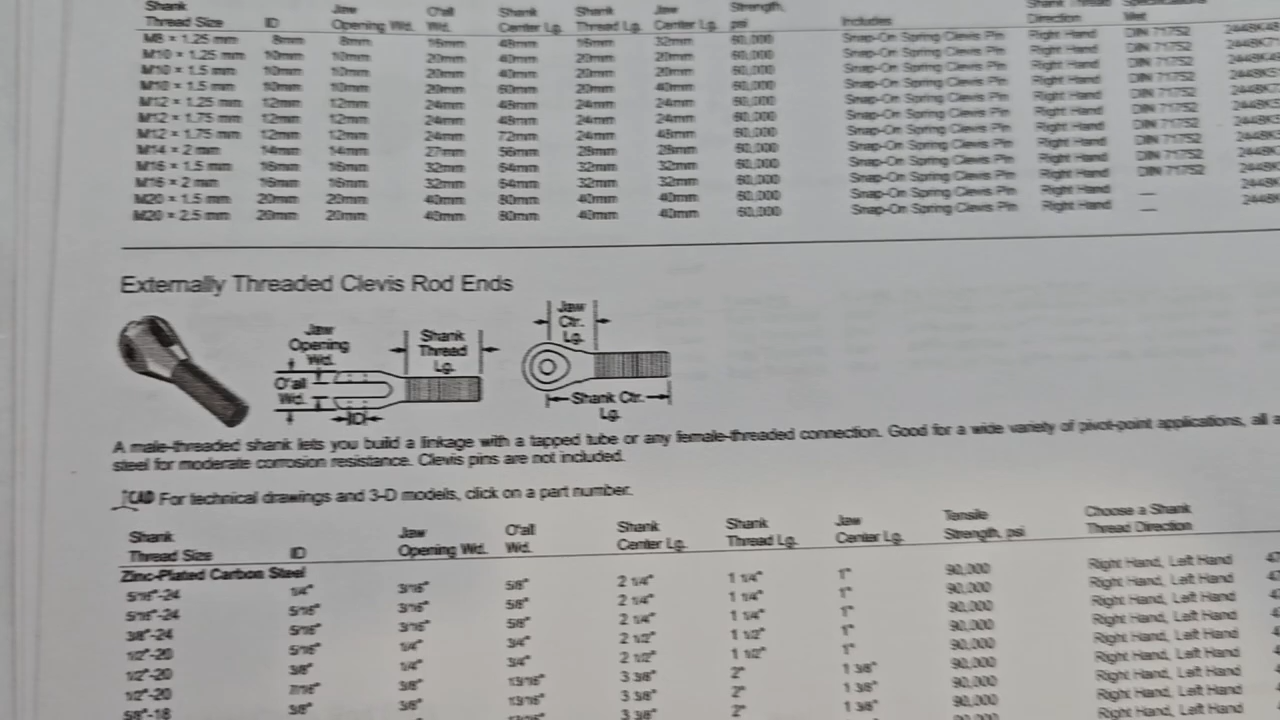 Shank Jaw O'all Shank Shank Jaw Strength,
Thread Size ID Opening Wd. Wd. Center Lg. Thread Lg. Center Lg. psi Includes Direction Met
M8 × 1.25 mm 8mm 8mm 16mm 48mm 16mm 32mm 60,000 Snap-On Spring Clevis Pin Right Hand DIN 71752
M10 × 1.25 mm 10mm 10mm 20mm 40mm 20mm 20mm 60,000 Snap-On Spring Clevis Pin Right Hand DIN 71752
M10 × 1.5 mm 10mm 10mm 20mm 40mm 20mm 20mm 60,000 Snap-On Spring Clevis Pin Right Hand DIN 71752
M10 × 1.5 mm 10mm 10mm 20mm 60mm 20mm 40mm 60,000 Snap-On Spring Clevis Pin Right Hand DIN 71752
M12 × 1.25 mm 12mm 12mm 24mm 48mm 24mm 24mm 60,000 Snap-On Spring Clevis Pin Right Hand DIN 71752
M12 × 1.75 mm 12mm 12mm 24mm 48mm 24mm 24mm 60,000 Snap-On Spring Clevis Pin Right Hand DIN 71752
M12 × 1.75 mm 12mm 12mm 24mm 72mm 24mm 48mm 60,000 Snap-On Spring Clevis Pin Right Hand DIN 71752
M14 × 2 mm 14mm 14mm 27mm 56mm 28mm 28mm 60,000 Snap-On Spring Clevis Pin Right Hand DIN 71752
M16 × 1.5 mm 16mm 16mm 32mm 64mm 32mm 32mm 60,000 Snap-On Spring Clevis Pin Right Hand DIN 71752
M16 × 2 mm 16mm 16mm 32mm 64mm 32mm 32mm 60,000 Snap-On Spring Clevis Pin Right Hand DIN 71752
M20 × 1.5 mm 20mm 20mm 40mm 80mm 40mm 40mm 60,000 Snap-On Spring Clevis Pin Right Hand —
M20 × 2.5 mm 20mm 20mm 40mm 80mm 40mm 40mm 60,000 Snap-On Spring Clevis Pin Right Hand —
Externally Threaded Clevis Rod Ends
Jaw
Opening
Wd.
O'all
Wd.
ID
Shank
Thread
Lg.
Jaw
Ctr.
Lg.
Shank Ctr.
Lg.
A male-threaded shank lets you build a linkage with a tapped tube or any female-threaded connection. Good for a wide variety of pivot-point applications, all
steel for moderate corrosion resistance. Clevis pins are not included.
CAD For technical drawings and 3-D models, click on a part number.
Shank Jaw O'all Shank Shank Jaw Tensile Choose a Shank
Thread Size ID Opening Wd. Wd. Center Lg. Thread Lg. Center Lg. Strength, psi Thread Direction
Zinc-Plated Carbon Steel
5/16"-24 1/4" 3/16" 5/8" 2 1/4" 1 1/4" 1" 90,000 Right Hand, Left Hand
5/16"-24 5/16" 3/16" 5/8" 2 1/4" 1 1/4" 1" 90,000 Right Hand, Left Hand
3/8"-24 5/16" 3/16" 5/8" 2 1/4" 1 1/4" 1" 90,000 Right Hand, Left Hand
1/2"-20 5/16" 1/4" 3/4" 2 1/2" 1 1/2" 1" 90,000 Right Hand, Left Hand
1/2"-20 3/8" 1/4" 3/4" 2 1/2" 1 1/2" 1" 90,000 Right Hand, Left Hand
1/2"-20 7/16" 3/8" 13/16" 3 3/8" 2" 1 3/8" 90,000 Right Hand, Left Hand
5/8"-18 3/8" 3/8" 13/16" 3 3/8" 2" 1 3/8" 90,000 Right Hand, Left Hand